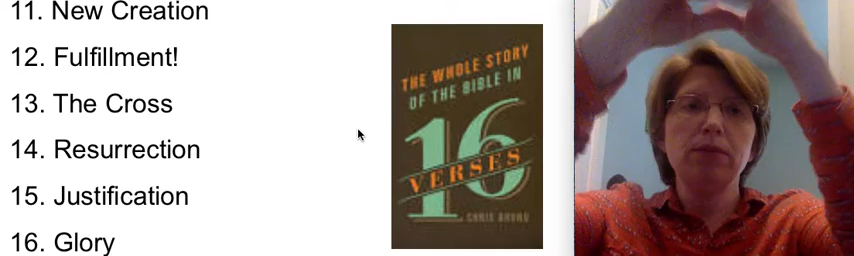 11. New Creation
12. Fulfillment!
13. The Cross
14. Resurrection
15. Justification
16. Glory
THE WHOLE STORY
OF THE BIBLE IN
16
VERSES
CHRIS BRUNO